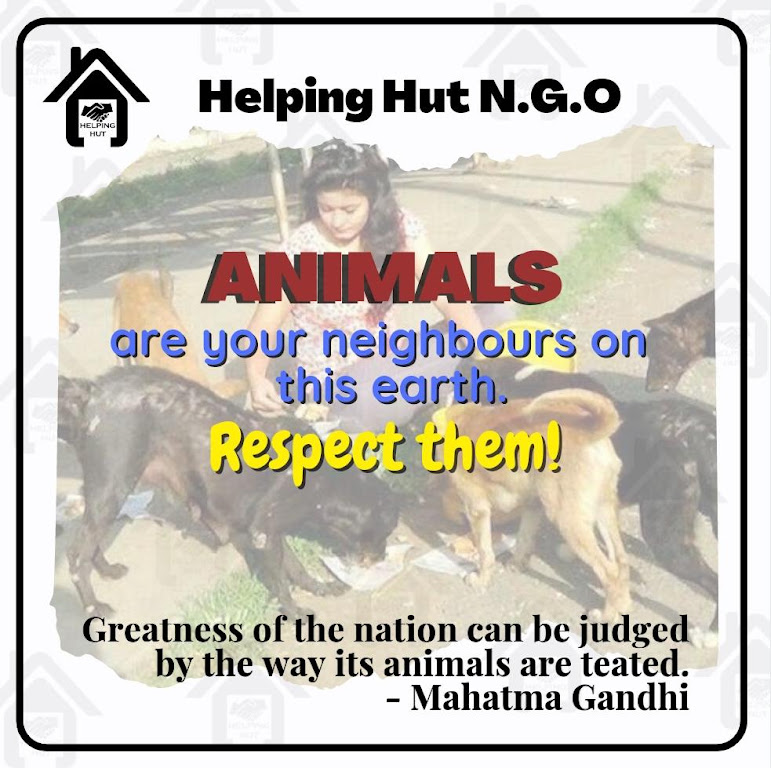 Helping Hut N.G.O
HELPING
HUT
ANIMALS
are your neighbours on
this earth.
Respect them!
Greatness of the nation can be judged
by the way its animals are teated.
- Mahatma Gandhi